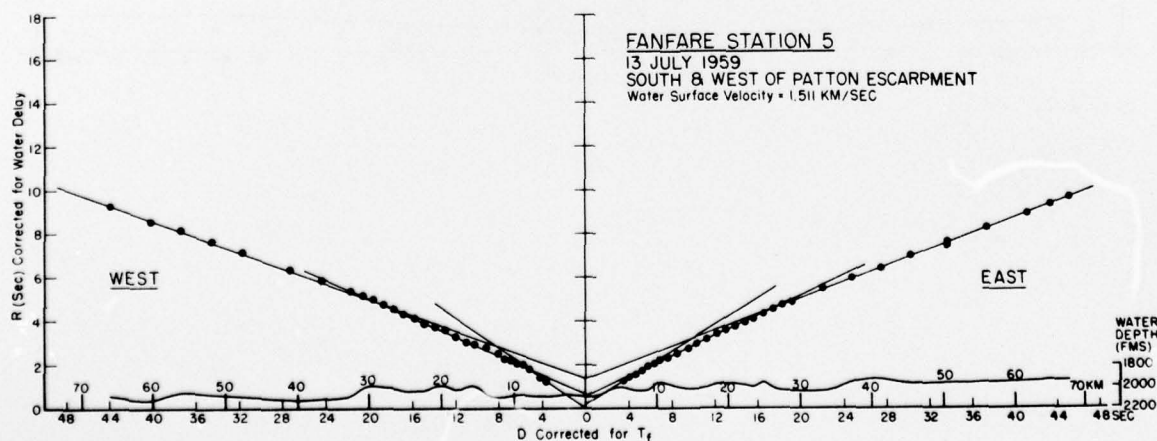 18
16
14
12
10
8
6
4
2
0
R (Sec) Corrected for Water Delay
FANFARE STATION 5
13 JULY 1959
SOUTH & WEST OF PATTON ESCARPMENT
Water Surface Velocity = 1.511 KM/SEC
WEST
EAST
WATER DEPTH (FMS)
1800
2000
2200
70 60 50 40 30 20 10 10 20 30 40 50 60 70 KM
48 44 40 36 32 28 24 20 16 12 8 4 0 4 8 12 16 20 24 28 32 36 40 44 48 SEC
D Corrected for Tf